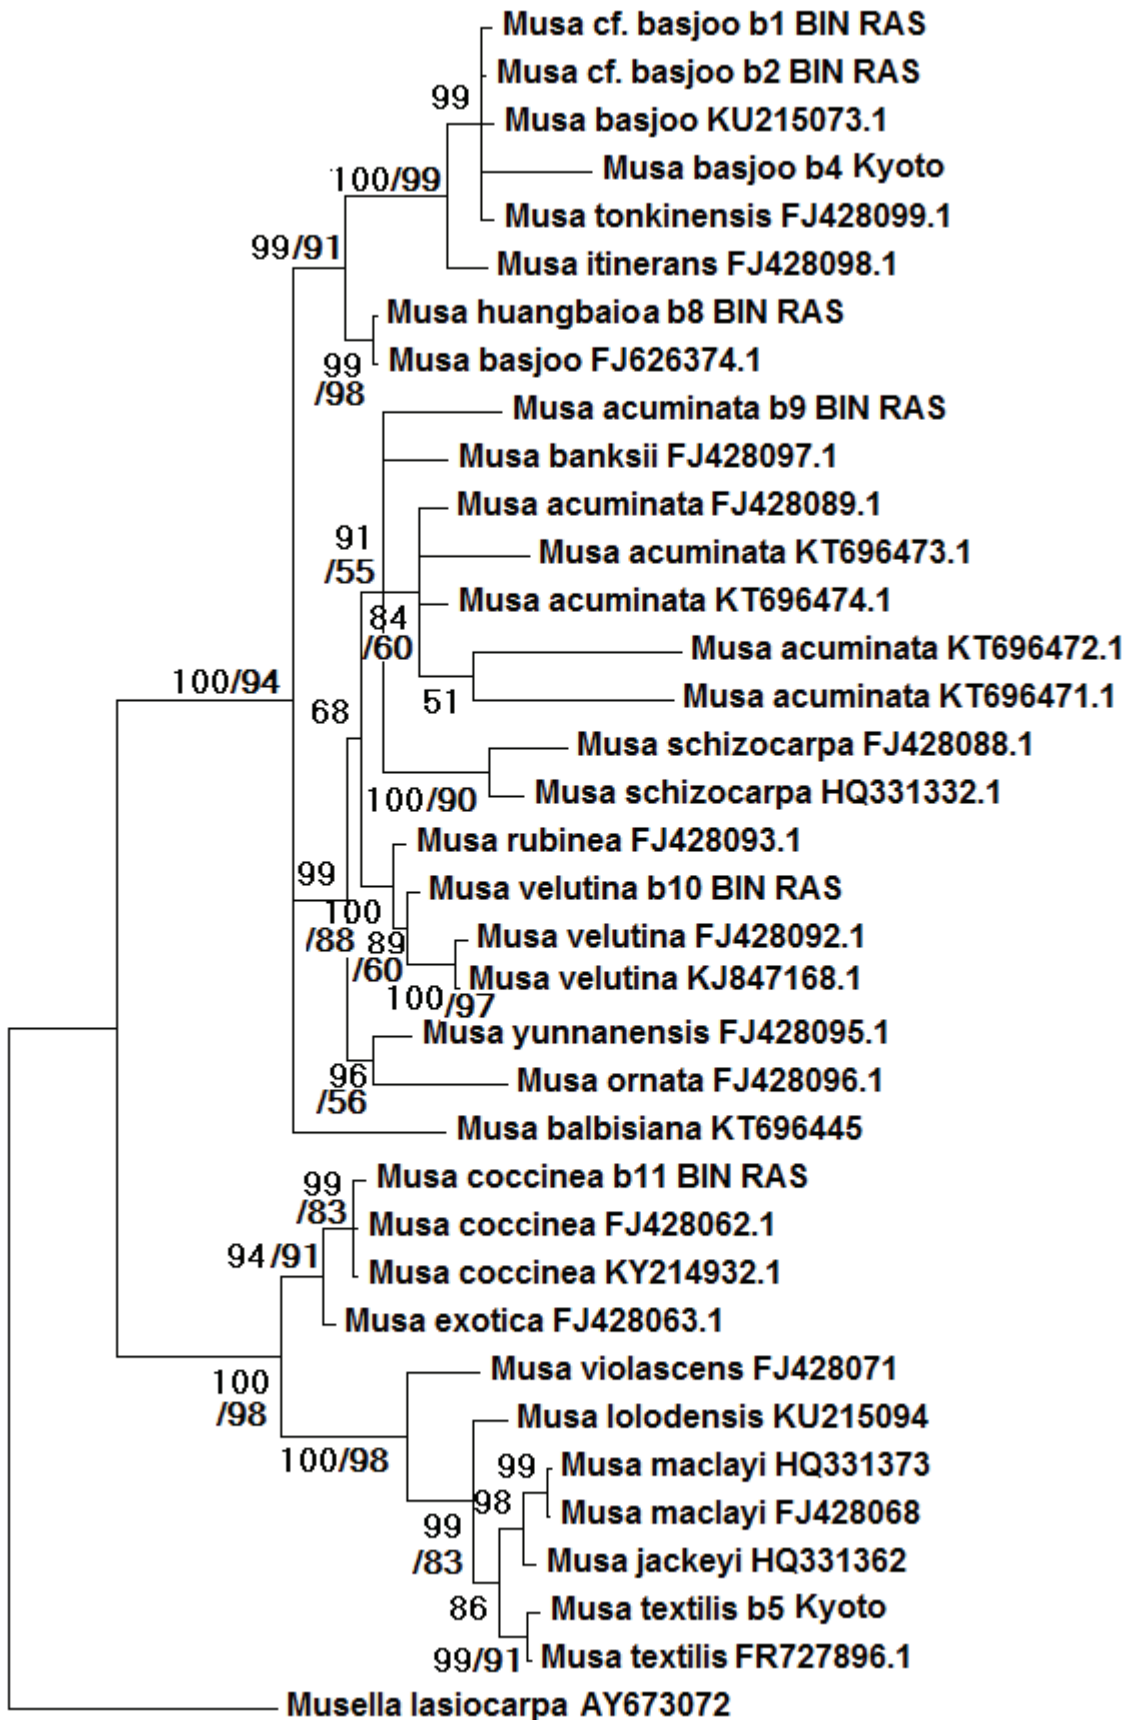 Musa cf. basjoo b1 BIN RAS
Musa cf. basjoo b2 BIN RAS
99
Musa basjoo KU215073.1
Musa basjoo b4 Kyoto
100/99
Musa tonkinensis FJ428099.1
99/91
Musa itinerans FJ428098.1
Musa huangbaioa b8 BIN RAS
Musa basjoo FJ626374.1
99
/98
Musa acuminata b9 BIN RAS
Musa banksii FJ428097.1
Musa acuminata FJ428089.1
91
/55
Musa acuminata KT696473.1
Musa acuminata KT696474.1
84
/60
Musa acuminata KT696472.1
100/94
51
Musa acuminata KT696471.1
68
Musa schizocarpa FJ428088.1
100/90
Musa schizocarpa HQ331332.1
Musa rubinea FJ428093.1
99
/88
Musa velutina b10 BIN RAS
100
89
/60
Musa velutina FJ428092.1
Musa velutina KJ847168.1
100/97
Musa yunnanensis FJ428095.1
96
/56
Musa ornata FJ428096.1
Musa balbisiana KT696445
Musa coccinea b11 BIN RAS
99
/83
Musa coccinea FJ428062.1
94/91
Musa coccinea KY214932.1
Musa exotica FJ428063.1
Musa violascens FJ428071
100
/98
Musa lolodensis KU215094
100/98
99
Musa maclayi HQ331373
98
Musa maclayi FJ428068
99
/83
Musa jackeyi HQ331362
86
Musa textilis b5 Kyoto
99/91
Musa textilis FR727896.1
Musella lasiocarpa AY673072